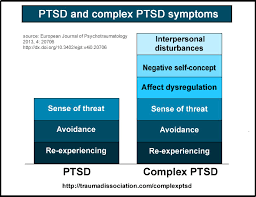 PTSD and complex PTSD symptoms
source: European Journal of Psychotraumatology
2013, 4: 20706
http://dx.doi.org/10.3402/ejpt.v4i0.20706
Interpersonal
disturbances
Negative self-concept
Affect dysregulation
Sense of threat
Avoidance
Re-experiencing
Sense of threat
Avoidance
Re-experiencing
PTSD
Complex PTSD
http://traumadissociation.com/complexptsd